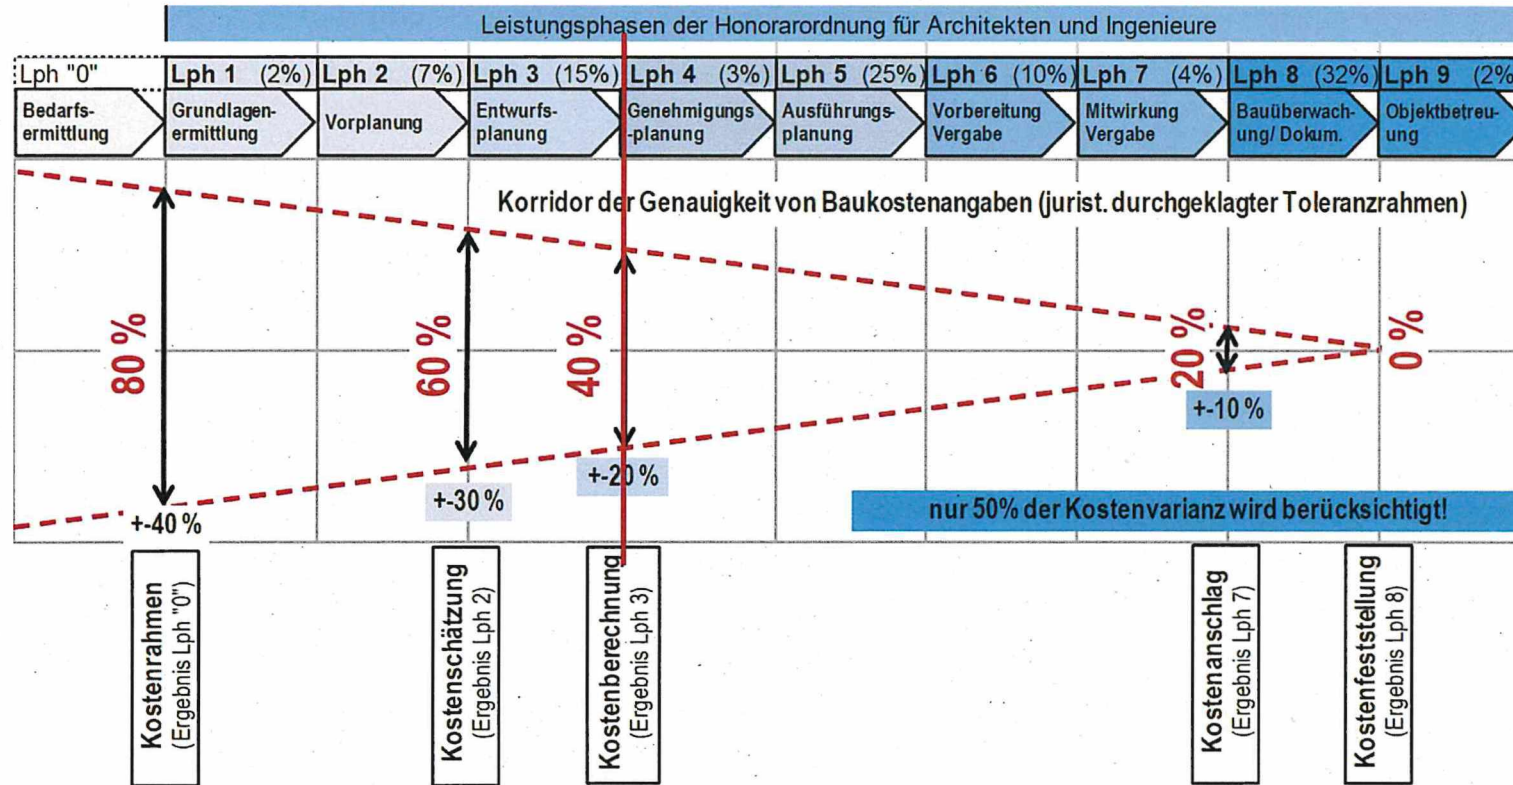 Leistungsphasen der Honorarordnung für Architekten und Ingenieure
Lph "0"
Lph 1 (2%)
Lph 2 (7%)
Lph 3 (15%)
Lph 4 (3%)
Lph 5 (25%)
Lph 6 (10%)
Lph 7 (4%)
Lph 8 (32%)
Lph 9 (2%
Bedarfs-
ermittlung
Grundlagen-
ermittlung
Vorplanung
Entwurfs-
planung
Genehmigungs
-planung
Ausführungs-
planung
Vorbereitung
Vergabe
Mitwirkung
Vergabe
Bauüberwach-
ung/ Dokum.
Objektbetreu-
ung
Korridor der Genauigkeit von Baukostenangaben (jurist. durchgeklagter Toleranzrahmen)
80 %
60 %
40 %
20 %
0 %
+-40 %
+-30 %
+-20 %
+-10 %
nur 50% der Kostenvarianz wird berücksichtigt!
Kostenrahmen
(Ergebnis Lph "0")
Kostenschätzung
(Ergebnis Lph 2)
Kostenberechnung
(Ergebnis Lph 3)
Kostenanschlag
(Ergebnis Lph 7)
Kostenfeststellung
(Ergebnis Lph 8)